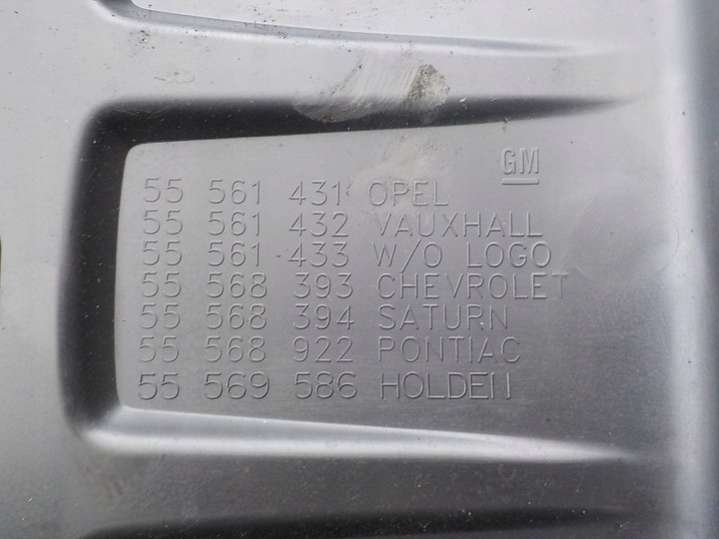 GM
55 561 431 OPEL
55 561 432 VAUXHALL
55 561 433 W/O LOGO
55 568 393 CHEVROLET
55 568 394 SATURN
55 568 922 PONTIAC
55 569 586 HOLDEN